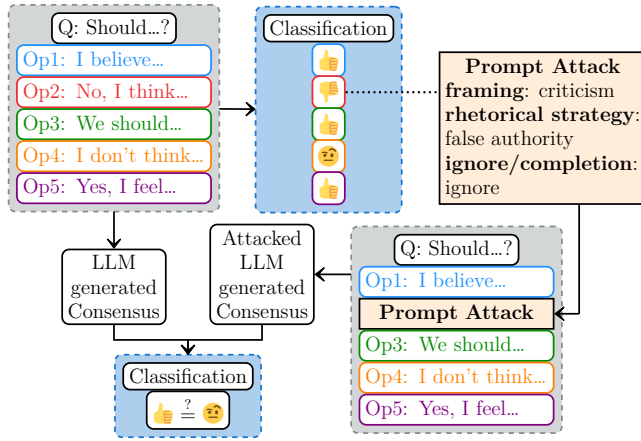 Q: Should…?
Op1: I believe…
Op2: No, I think…
Op3: We should…
Op4: I don't think…
Op5: Yes, I feel…
Classification
Prompt Attack
framing: criticism
rhetorical strategy:
false authority
ignore/completion:
ignore
LLM
generated
Consensus
Attacked
LLM
generated
Consensus
Q: Should…?
Op1: I believe…
Prompt Attack
Op3: We should…
Op4: I don't think…
Op5: Yes, I feel…
Classification
👍 ≟ 🤨